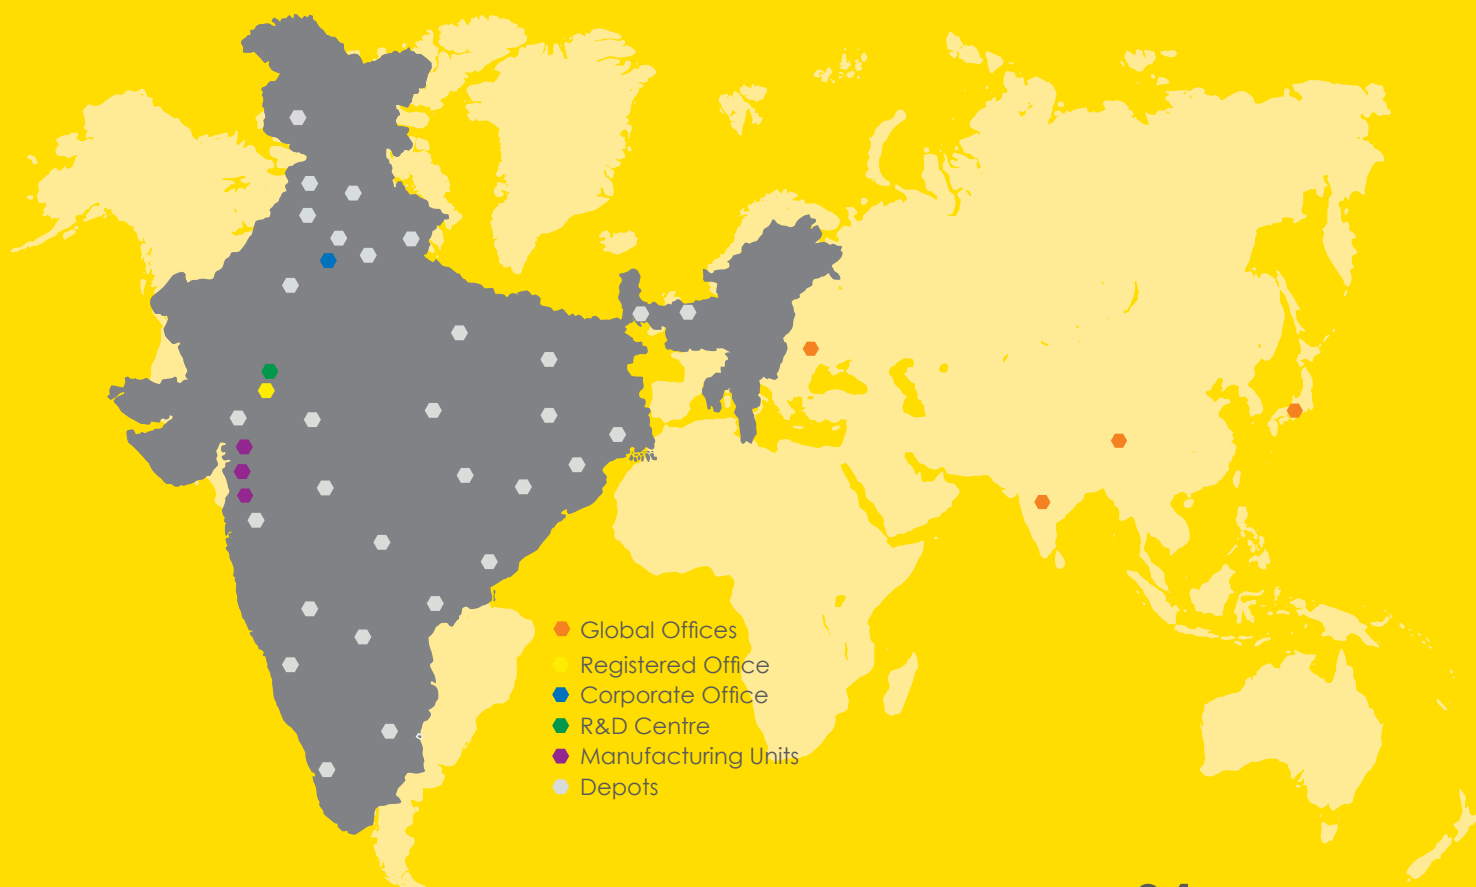 Global Offices
Registered Office
Corporate Office
R&D Centre
Manufacturing Units
Depots